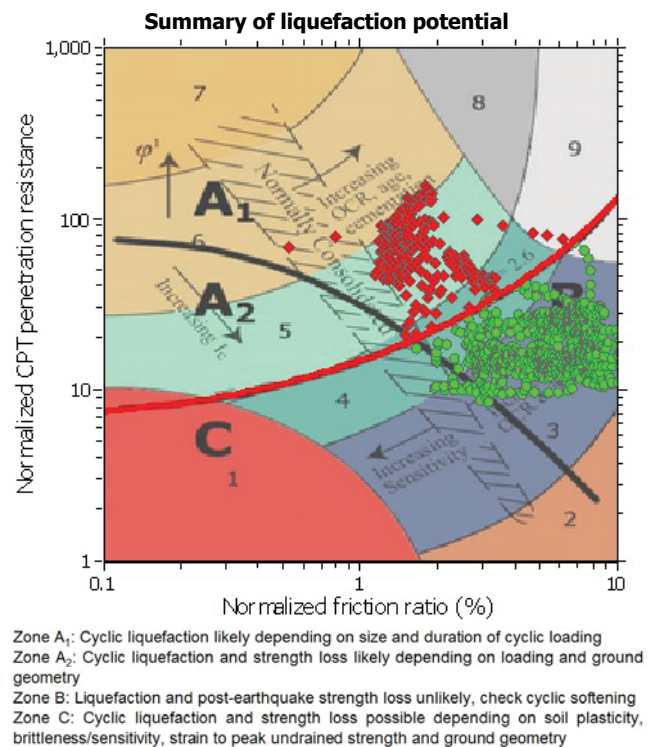 Summary of liquefaction potential
1,000
7
8
9
φ'
Increasing
OCR, age,
cementation
Normally Consolidated
A1
100
6
2.6
A2
Increasing Ic
5
B
10
4
OCR
3
C
1
Increasing
Sensitivity
2
1
0.1
1
10
Normalized CPT penetration resistance
Normalized friction ratio (%)
Zone A1: Cyclic liquefaction likely depending on size and duration of cyclic loading
Zone A2: Cyclic liquefaction and strength loss likely depending on loading and ground
geometry
Zone B: Liquefaction and post-earthquake strength loss unlikely, check cyclic softening
Zone C: Cyclic liquefaction and strength loss possible depending on soil plasticity,
brittleness/sensitivity, strain to peak undrained strength and ground geometry